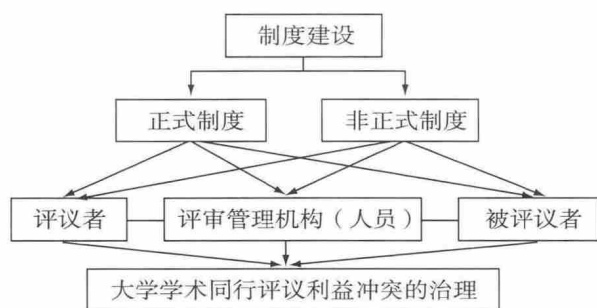 制度建设
正式制度
非正式制度
评议者
评审管理机构（人员）
被评议者
大学学术同行评议利益冲突的治理